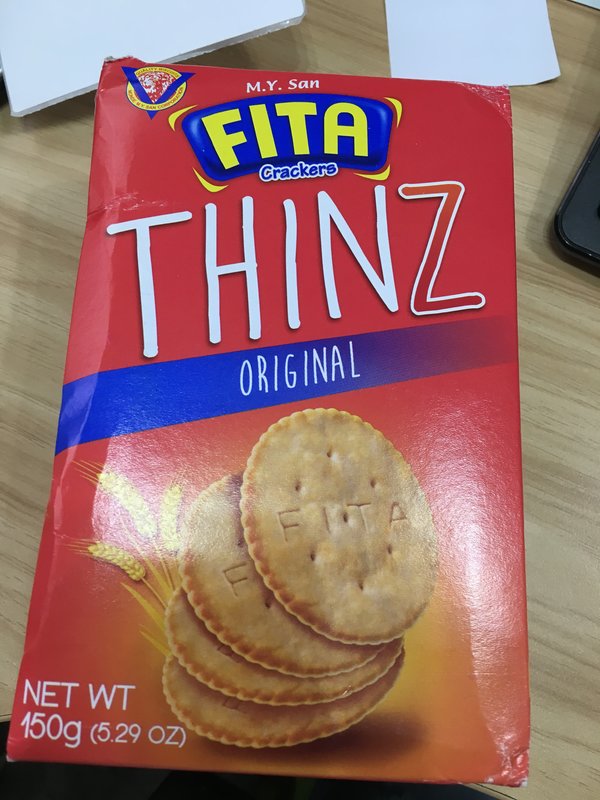 M.Y. San
FITA
Crackers
THINZ
ORIGINAL
FITA
F
NET WT
150g (5.29 OZ)